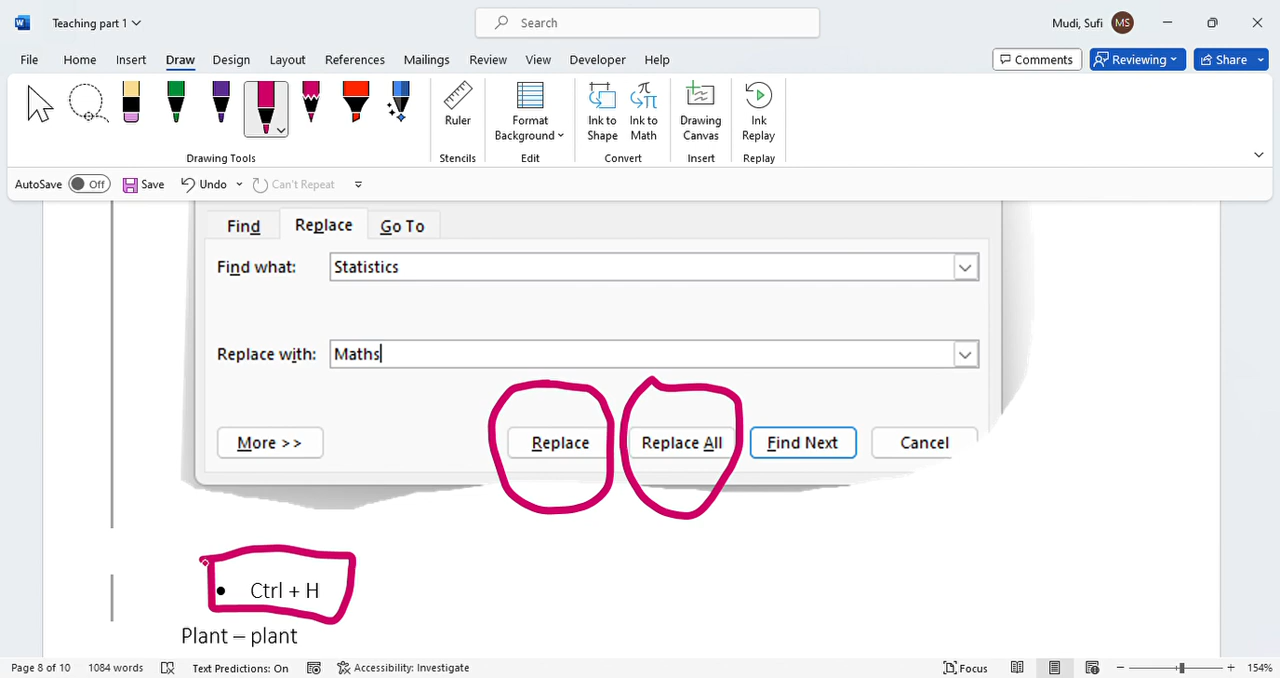 Teaching part 1
Search
Mudi, Sufi MS
File Home Insert Draw Design Layout References Mailings Review View Developer Help
Comments Reviewing Share
Ruler
Format Background
Ink to Shape
Ink to Math
Drawing Canvas
Ink Replay
Drawing Tools Stencils Edit Convert Insert Replay
AutoSave Off Save Undo Can't Repeat
Find Replace Go To
Find what: Statistics
Replace with: Maths
More >> Replace Replace All Find Next Cancel
• Ctrl + H
Plant – plant
Page 8 of 10 1084 words Text Predictions: On Accessibility: Investigate Focus − + 154%